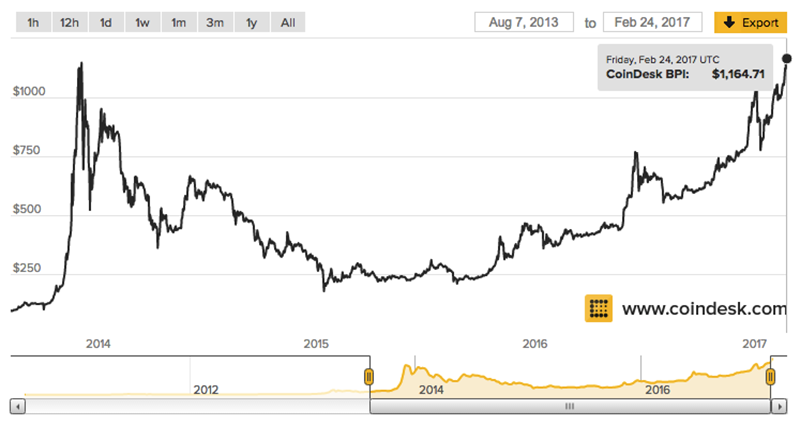 1h 12h 1d 1w 1m 3m 1y All Aug 7, 2013 to Feb 24, 2017 Export
Friday, Feb 24, 2017 UTC
CoinDesk BPI: $1,164.71
$1000
$750
$500
$250
www.coindesk.com
2014 2015 2016 2017
2012 2014 2016